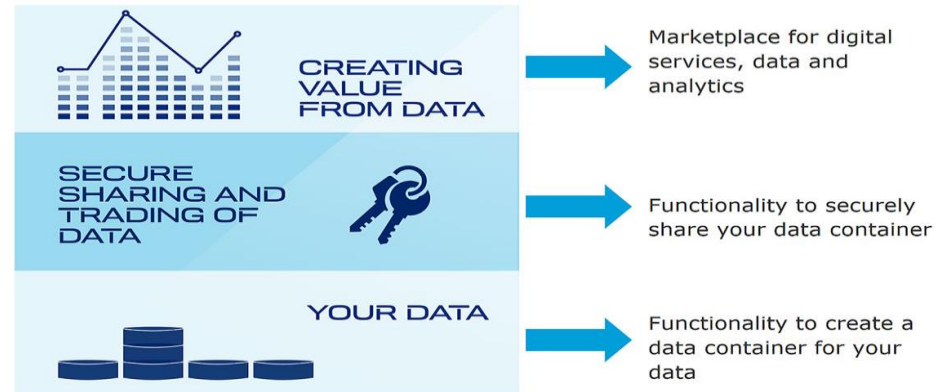 CREATING
VALUE
FROM DATA
Marketplace for digital
services, data and
analytics
SECURE
SHARING AND
TRADING OF
DATA
Functionality to securely
share your data container
YOUR DATA
Functionality to create a
data container for your
data